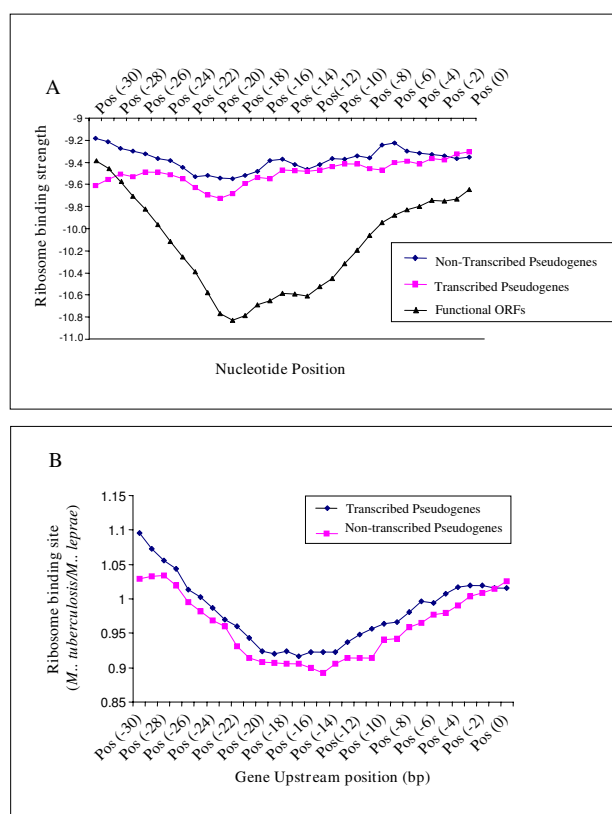 A
Pos (-30)
Pos (-28)
Pos (-26)
Pos (-24)
Pos (-22)
Pos (-20)
Pos (-18)
Pos (-16)
Pos (-14)
Pos (-12)
Pos (-10)
Pos (-8)
Pos (-6)
Pos (-4)
Pos (-2)
Pos (0)
Ribosome binding strength
-9
-9.2
-9.4
-9.6
-9.8
-10.0
-10.2
-10.4
-10.6
-10.8
-11.0
Non-Transcribed Pseudogenes
Transcribed Pseudogenes
Functional ORFs
Nucleotide Position
B
Ribosome binding site
(M.. tuberculosis/M.. leprae)
1.15
1.1
1.05
1
0.95
0.9
0.85
Transcribed Pseudogenes
Non-transcribed Pseudogenes
Pos (-30)
Pos (-28)
Pos (-26)
Pos (-24)
Pos (-22)
Pos (-20)
Pos (-18)
Pos (-16)
Pos (-14)
Pos (-12)
Pos (-10)
Pos (-8)
Pos (-6)
Pos (-4)
Pos (-2)
Pos (0)
Gene Upstream position (bp)